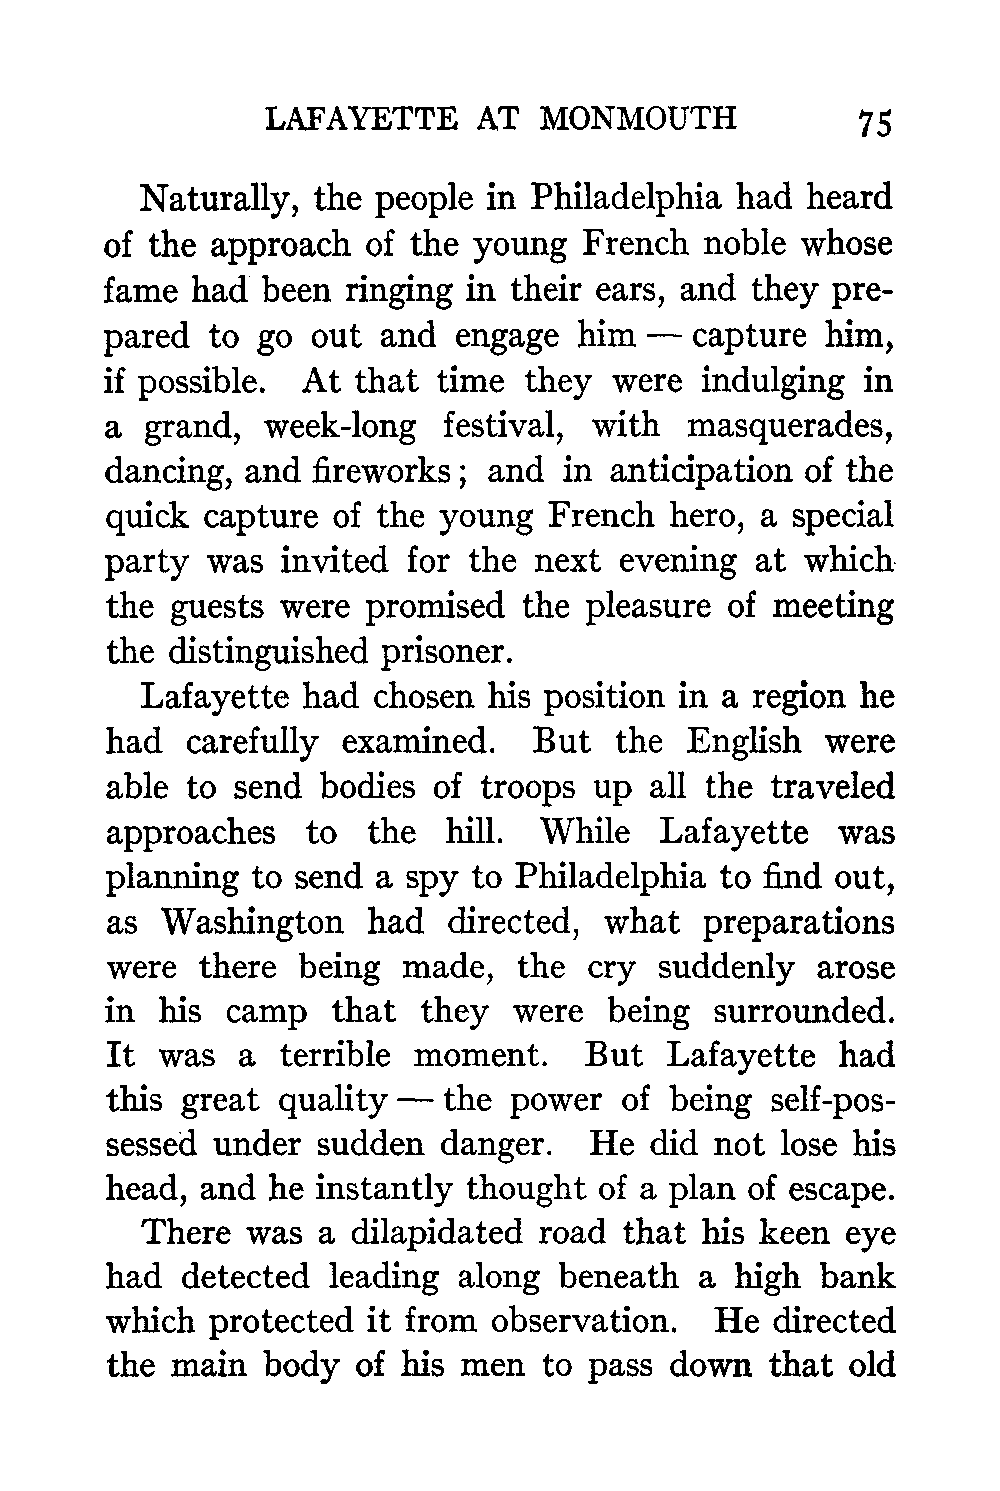 LAFAYETTE AT MONMOUTH 75
Naturally, the people in Philadelphia had heard
of the approach of the young French noble whose
fame had been ringing in their ears, and they pre-
pared to go out and engage him — capture him,
if possible. At that time they were indulging in
a grand, week-long festival, with masquerades,
dancing, and fireworks; and in anticipation of the
quick capture of the young French hero, a special
party was invited for the next evening at which
the guests were promised the pleasure of meeting
the distinguished prisoner.
Lafayette had chosen his position in a region he
had carefully examined. But the English were
able to send bodies of troops up all the traveled
approaches to the hill. While Lafayette was
planning to send a spy to Philadelphia to find out,
as Washington had directed, what preparations
were there being made, the cry suddenly arose
in his camp that they were being surrounded.
It was a terrible moment. But Lafayette had
this great quality — the power of being self-pos-
sessed under sudden danger. He did not lose his
head, and he instantly thought of a plan of escape.
There was a dilapidated road that his keen eye
had detected leading along beneath a high bank
which protected it from observation. He directed
the main body of his men to pass down that old